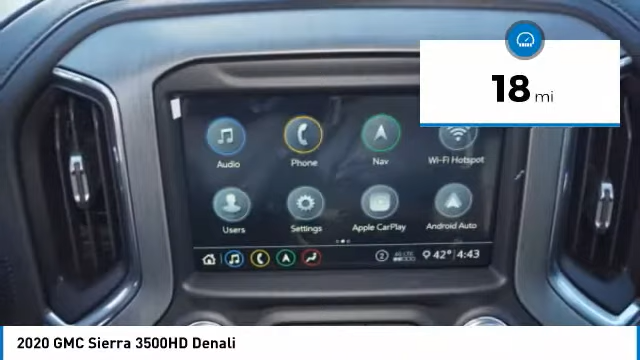 18 mi
Audio
Phone
Nav
Wi-Fi Hotspot
Users
Settings
Apple CarPlay
Android Auto
42° 4:43
2020 GMC Sierra 3500HD Denali